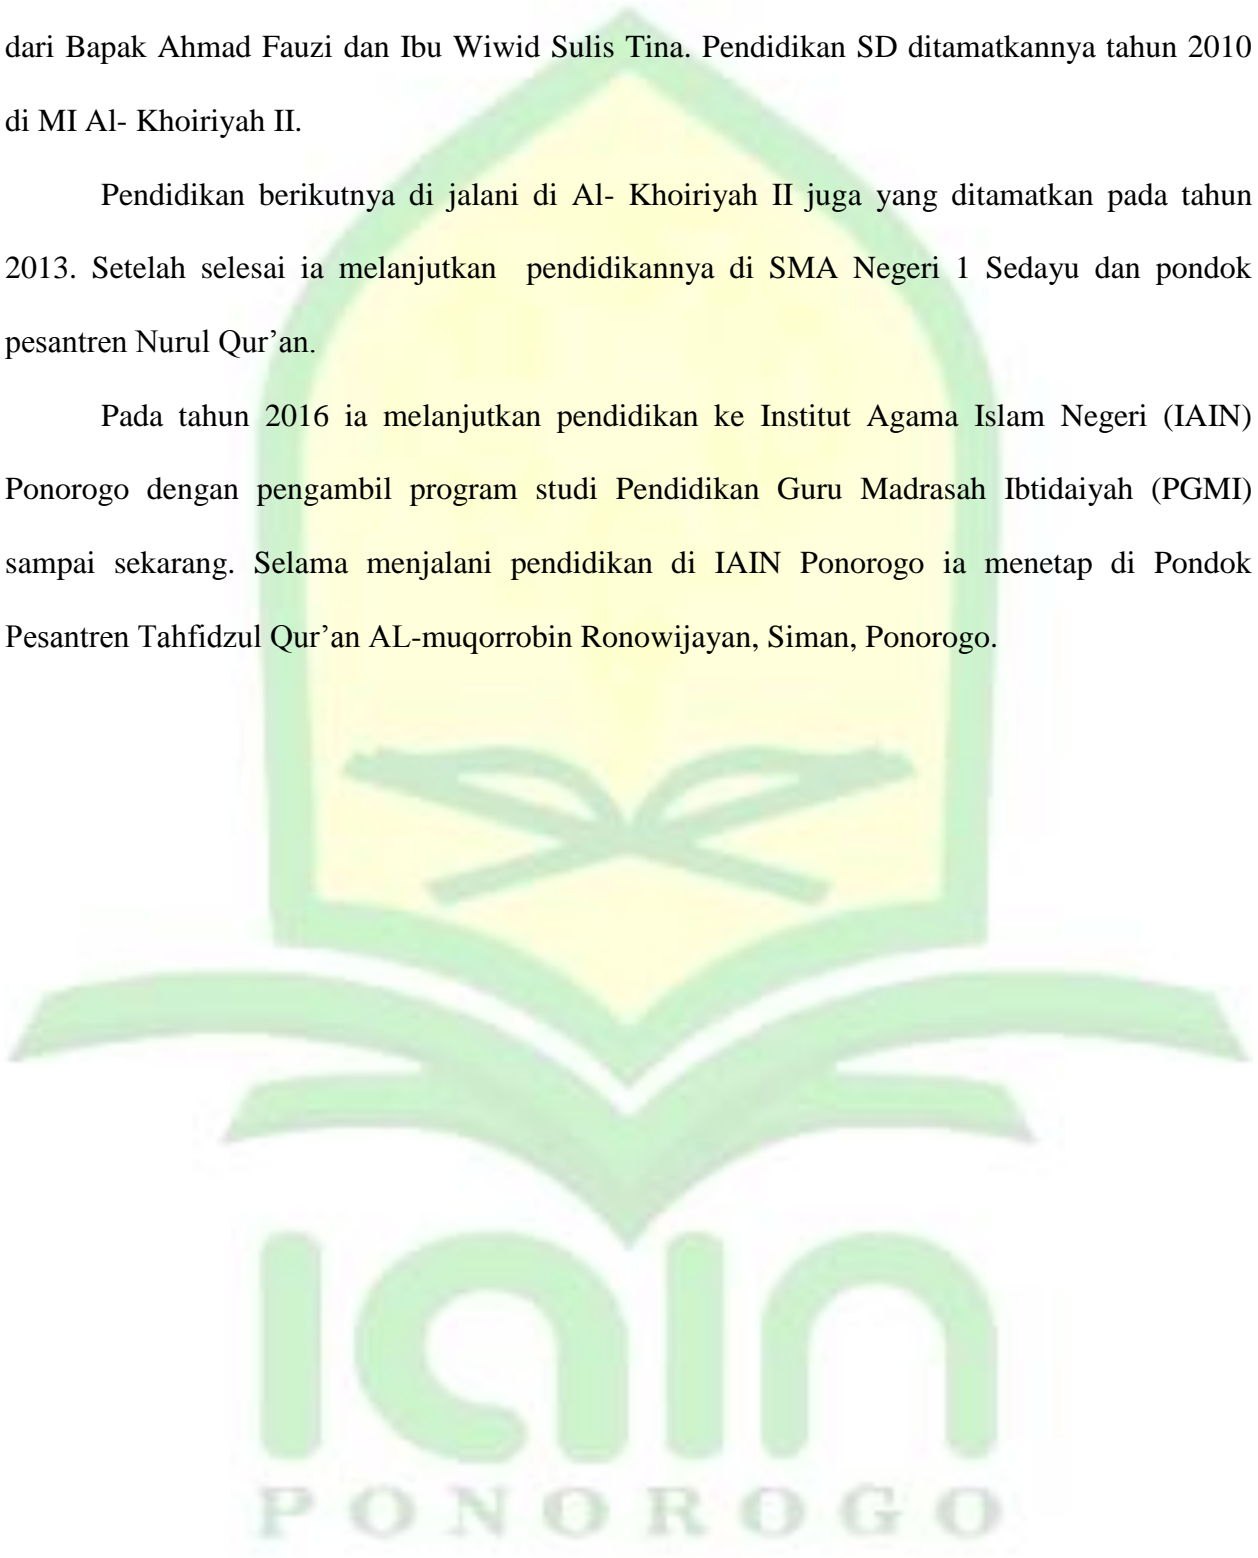 dari Bapak Ahmad Fauzi dan Ibu Wiwid Sulis Tina. Pendidikan SD ditamatkannya tahun 2010
di MI Al- Khoiriyah II.
Pendidikan berikutnya di jalani di Al- Khoiriyah II juga yang ditamatkan pada tahun
2013. Setelah selesai ia melanjutkan pendidikannya di SMA Negeri 1 Sedayu dan pondok
pesantren Nurul Qur’an.
Pada tahun 2016 ia melanjutkan pendidikan ke Institut Agama Islam Negeri (IAIN)
Ponorogo dengan pengambil program studi Pendidikan Guru Madrasah Ibtidaiyah (PGMI)
sampai sekarang. Selama menjalani pendidikan di IAIN Ponorogo ia menetap di Pondok
Pesantren Tahfidzul Qur’an AL-muqorrobin Ronowijayan, Siman, Ponorogo.
IAIN
PONOROGO